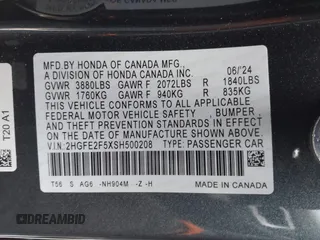 MFD.BY HONDA OF CANADA MFG.,
A DIVISION OF HONDA CANADA INC. 06/'24
GVWR 3880LBS GAWR F 2072LBS R 1840LBS
GVWR 1760KG GAWR F 940KG R 835KG
THIS VEHICLE CONFORMS TO ALL APPLICABLE
FEDERAL MOTOR VEHICLE SAFETY, BUMPER
AND THEFT PREVENTION STANDARDS IN
EFFECT ON THE DATE OF MANUFACTURE
V.I.N:2HGFE2F5XSH500208 TYPE: PASSENGER CAR
T56 S AG6 -NH904M -Z -H
MADE IN CANADA
T20 A1
DREAMBID